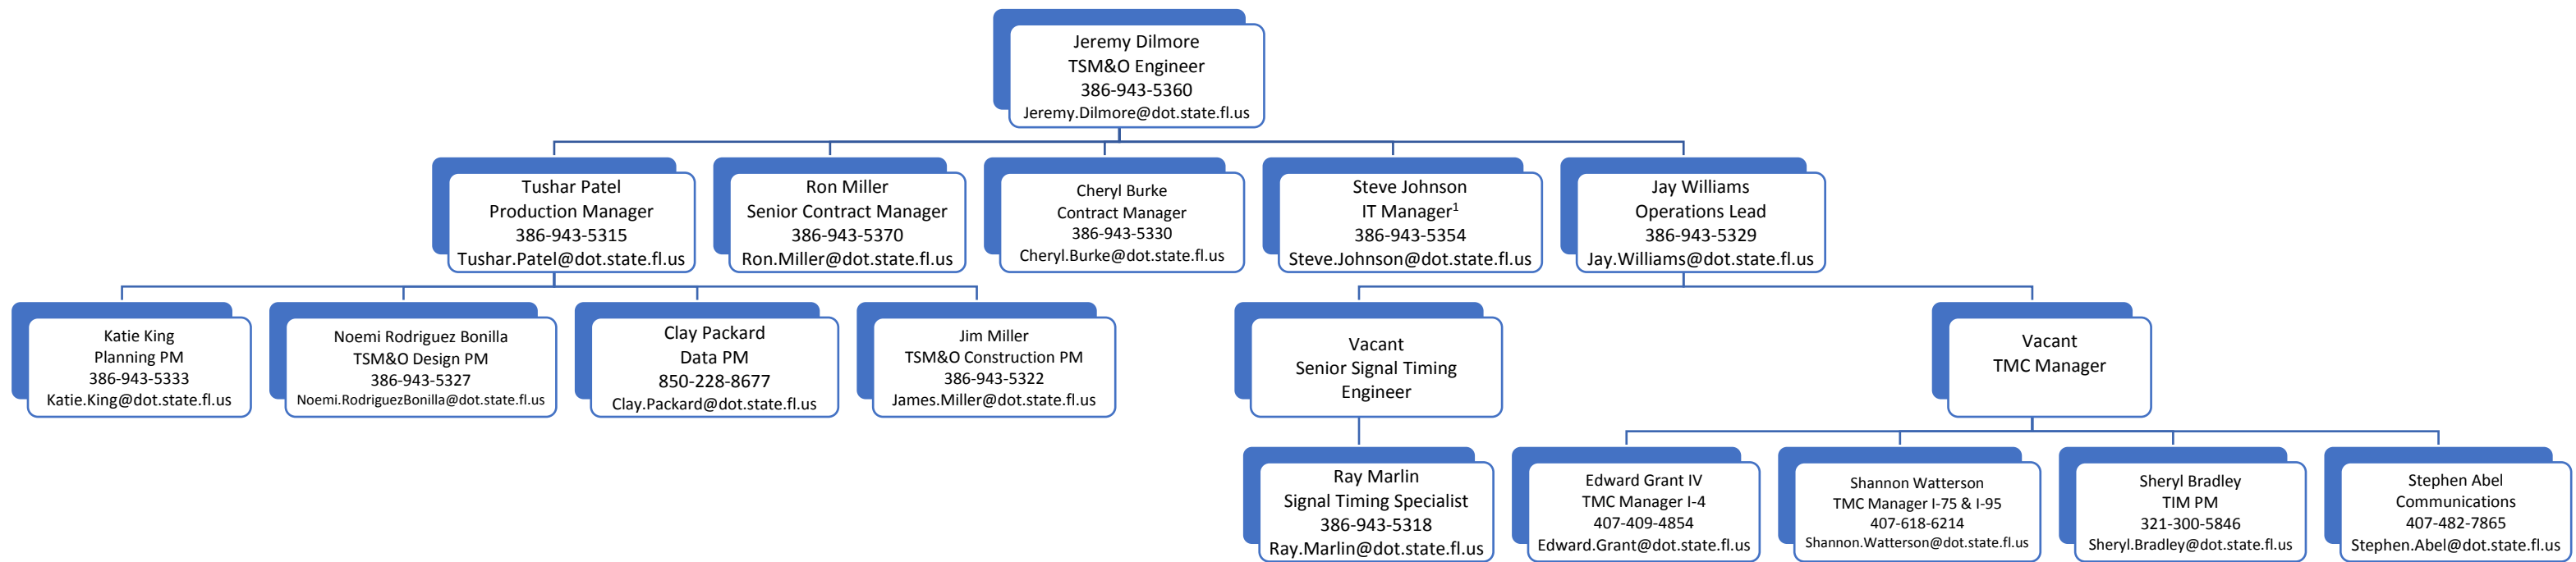 Jeremy Dilmore
TSM&O Engineer
386-943-5360
Jeremy.Dilmore@dot.state.fl.us
Tushar Patel
Production Manager
386-943-5315
Tushar.Patel@dot.state.fl.us
Ron Miller
Senior Contract Manager
386-943-5370
Ron.Miller@dot.state.fl.us
Cheryl Burke
Contract Manager
386-943-5330
Cheryl.Burke@dot.state.fl.us
Steve Johnson
IT Manager¹
386-943-5354
Steve.Johnson@dot.state.fl.us
Jay Williams
Operations Lead
386-943-5329
Jay.Williams@dot.state.fl.us
Katie King
Planning PM
386-943-5333
Katie.King@dot.state.fl.us
Noemi Rodriguez Bonilla
TSM&O Design PM
386-943-5327
Noemi.RodriguezBonilla@dot.state.fl.us
Clay Packard
Data PM
850-228-8677
Clay.Packard@dot.state.fl.us
Jim Miller
TSM&O Construction PM
386-943-5322
James.Miller@dot.state.fl.us
Vacant
Senior Signal Timing
Engineer
Vacant
TMC Manager
Ray Marlin
Signal Timing Specialist
386-943-5318
Ray.Marlin@dot.state.fl.us
Edward Grant IV
TMC Manager I-4
407-409-4854
Edward.Grant@dot.state.fl.us
Shannon Watterson
TMC Manager I-75 & I-95
407-618-6214
Shannon.Watterson@dot.state.fl.us
Sheryl Bradley
TIM PM
321-300-5846
Sheryl.Bradley@dot.state.fl.us
Stephen Abel
Communications
407-482-7865
Stephen.Abel@dot.state.fl.us